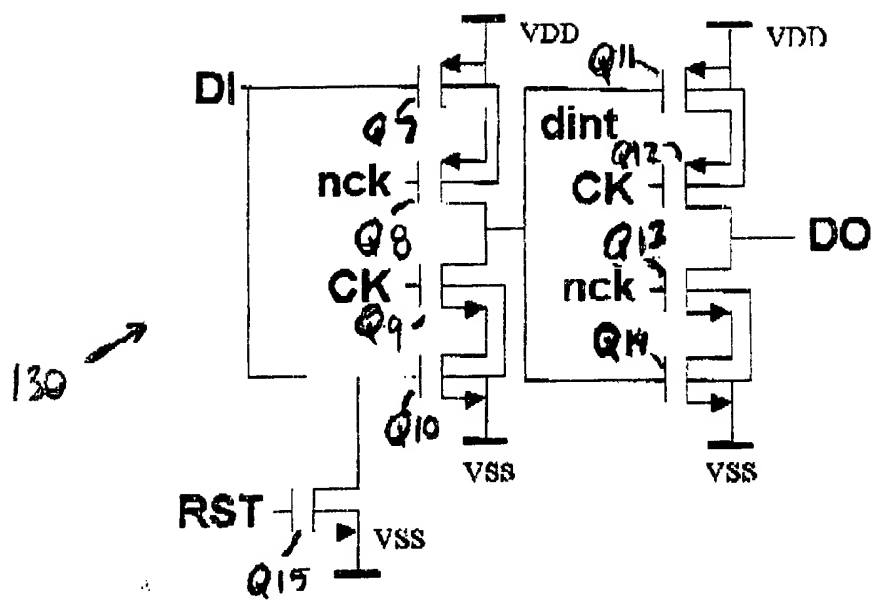 VDD
VDD
Q11
DI
Q7
dint
Q12
nck
CK
Q8
Q13
DO
CK
nck
Q9
Q14
130
Q10
VSS
VSS
RST
VSS
Q15